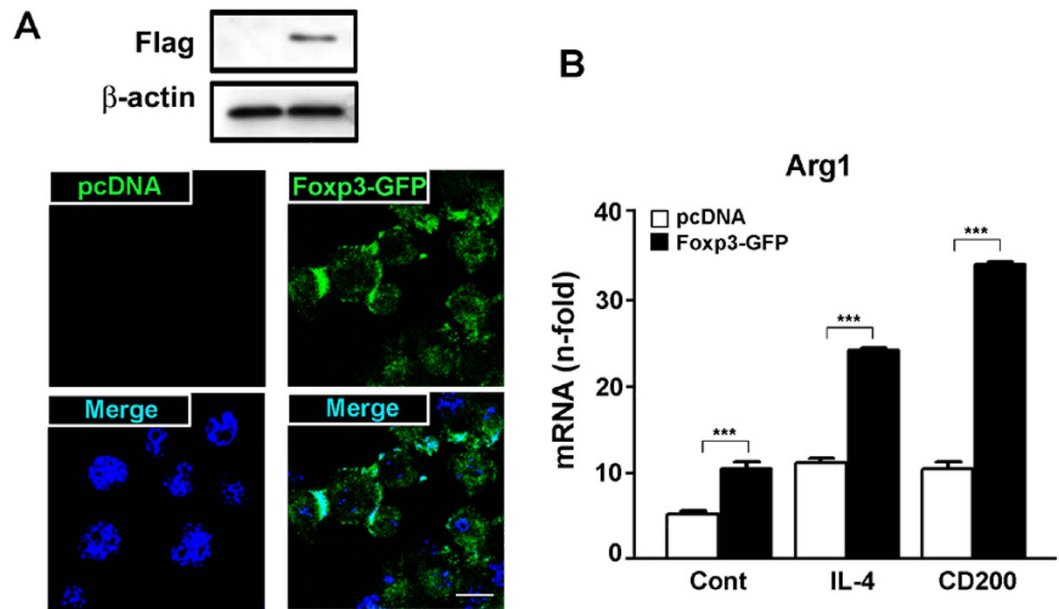 A
Flag
β-actin
pcDNA
Foxp3-GFP
Merge
Merge
B
Arg1
mRNA (n-fold)
40
30
20
10
0
pcDNA
Foxp3-GFP
***
***
***
Cont
IL-4
CD200